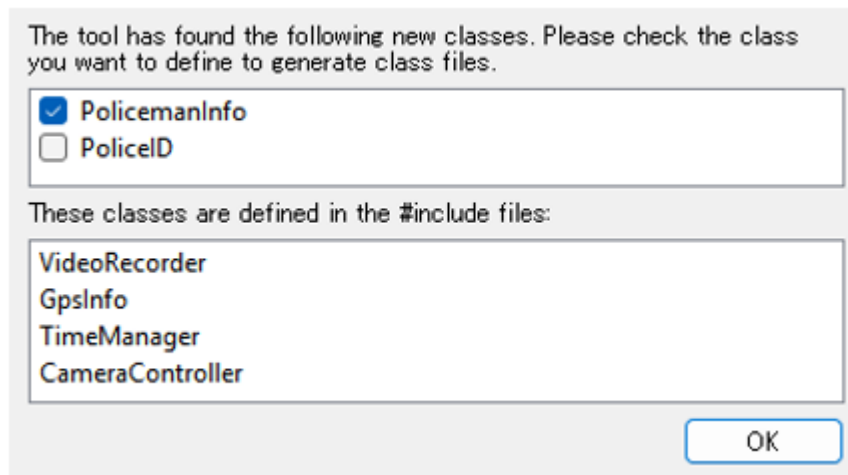 The tool has found the following new classes. Please check the class
you want to define to generate class files.
PolicemanInfo
PoliceID
These classes are defined in the #include files:
VideoRecorder
GpsInfo
TimeManager
CameraController
OK